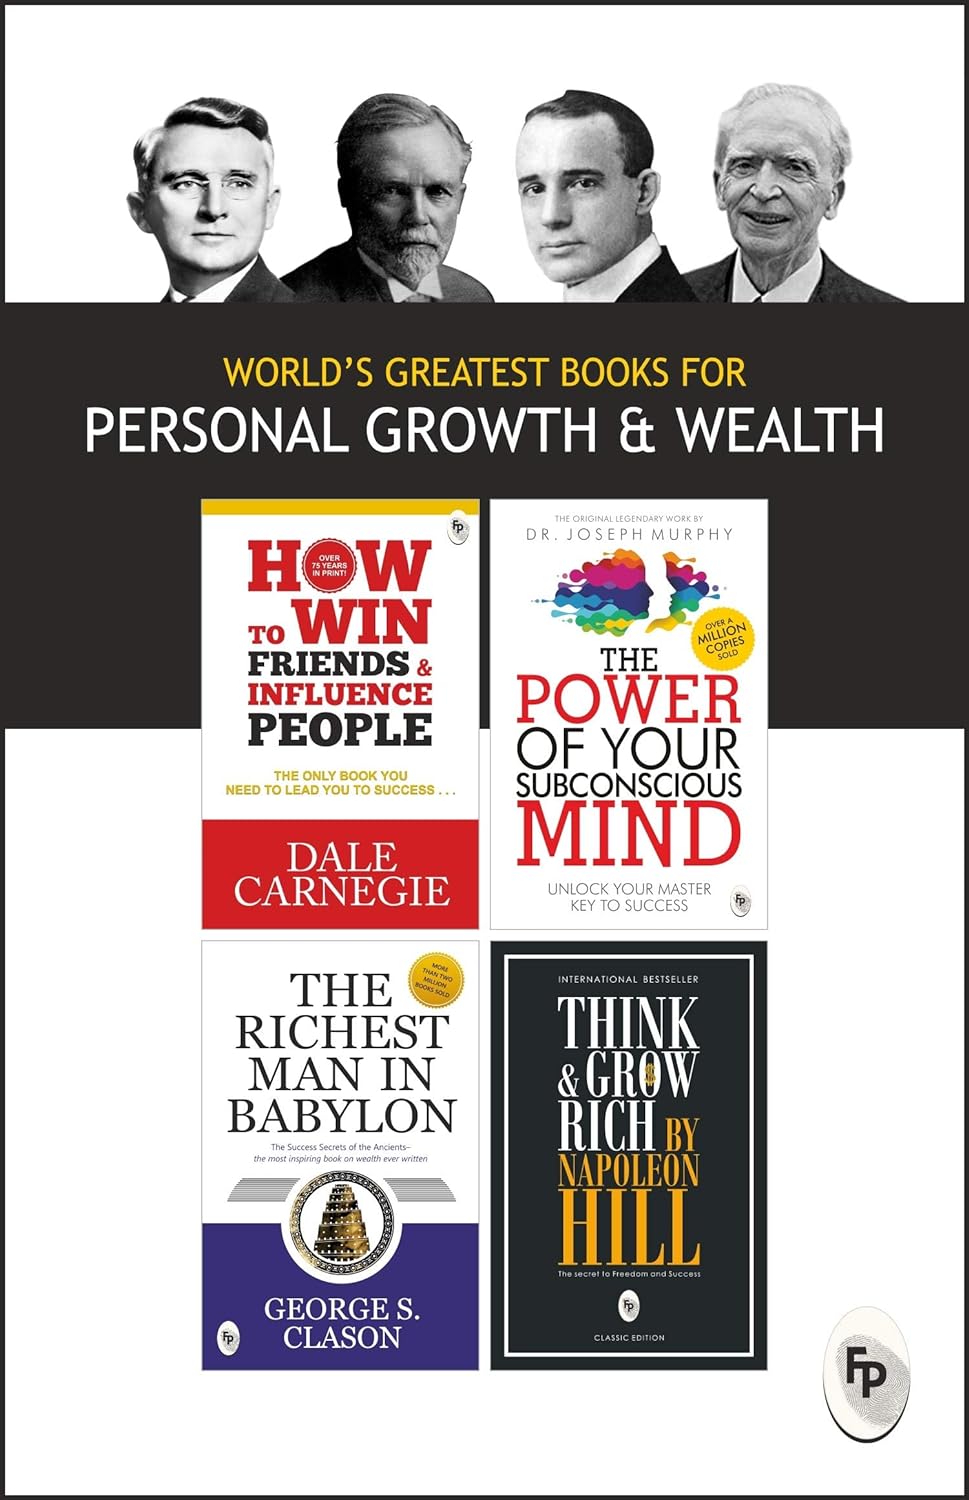 WORLD'S GREATEST BOOKS FOR
PERSONAL GROWTH & WEALTH
FP
HOW
OVER
75 YEARS
IN PRINT!
TO WIN
FRIENDS &
INFLUENCE
PEOPLE
THE ONLY BOOK YOU
NEED TO LEAD YOU TO SUCCESS . . .
DALE
CARNEGIE
THE ORIGINAL LEGENDARY WORK BY
DR. JOSEPH MURPHY
OVER A
MILLION
COPIES
SOLD
THE
POWER
OF YOUR
SUBCONSCIOUS
MIND
UNLOCK YOUR MASTER
KEY TO SUCCESS
FP
MORE
THAN TWO
MILLION
BOOKS SOLD
THE
RICHEST
MAN IN
BABYLON
The Success Secrets of the Ancients–
the most inspiring book on wealth ever written
GEORGE S.
CLASON
FP
INTERNATIONAL BESTSELLER
THINK
& GROW
RICH BY
NAPOLEON
HILL
The secret to Freedom and Success
FP
CLASSIC EDITION
FP